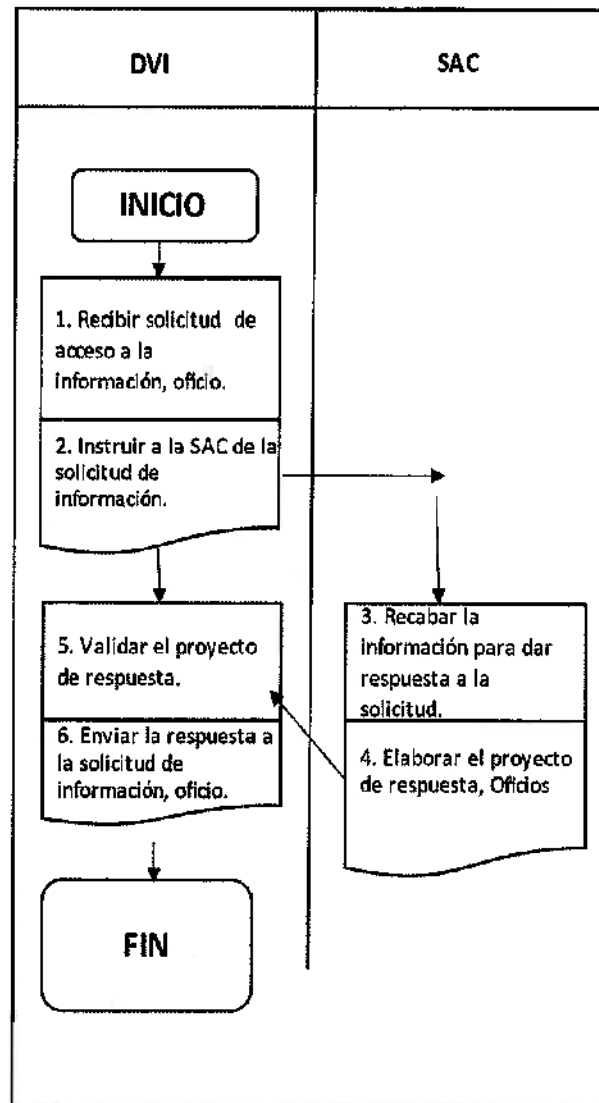 DVI
SAC
INICIO
1. Recibir solicitud de
acceso a la
información, oficio.
2. Instruir a la SAC de la
solicitud de
información.
5. Validar el proyecto
de respuesta.
6. Enviar la respuesta a
la solicitud de
información, oficio.
3. Recabar la
información para dar
respuesta a la
solicitud.
4. Elaborar el proyecto
de respuesta, Oficios
FIN